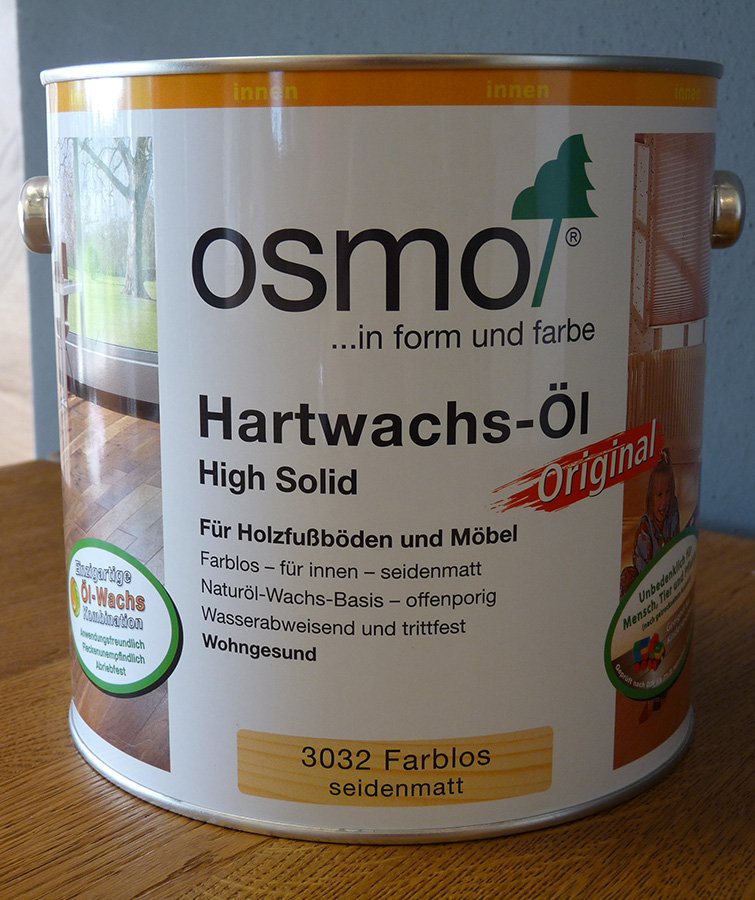 innen innen innen innen
osmo®
...in form und farbe
Hartwachs-Öl
High Solid
Original
Für Holzfußböden und Möbel
Farblos – für innen – seidenmatt
Naturöl-Wachs-Basis – offenporig
Wasserabweisend und trittfest
Wohngesund
Einzigartige
Öl-Wachs
Kombination
Anwendungsfreundlich
Fleckenunempfindlich
Abriebfest
Unbedenklich für
Mensch, Tier und
3032 Farblos
seidenmatt